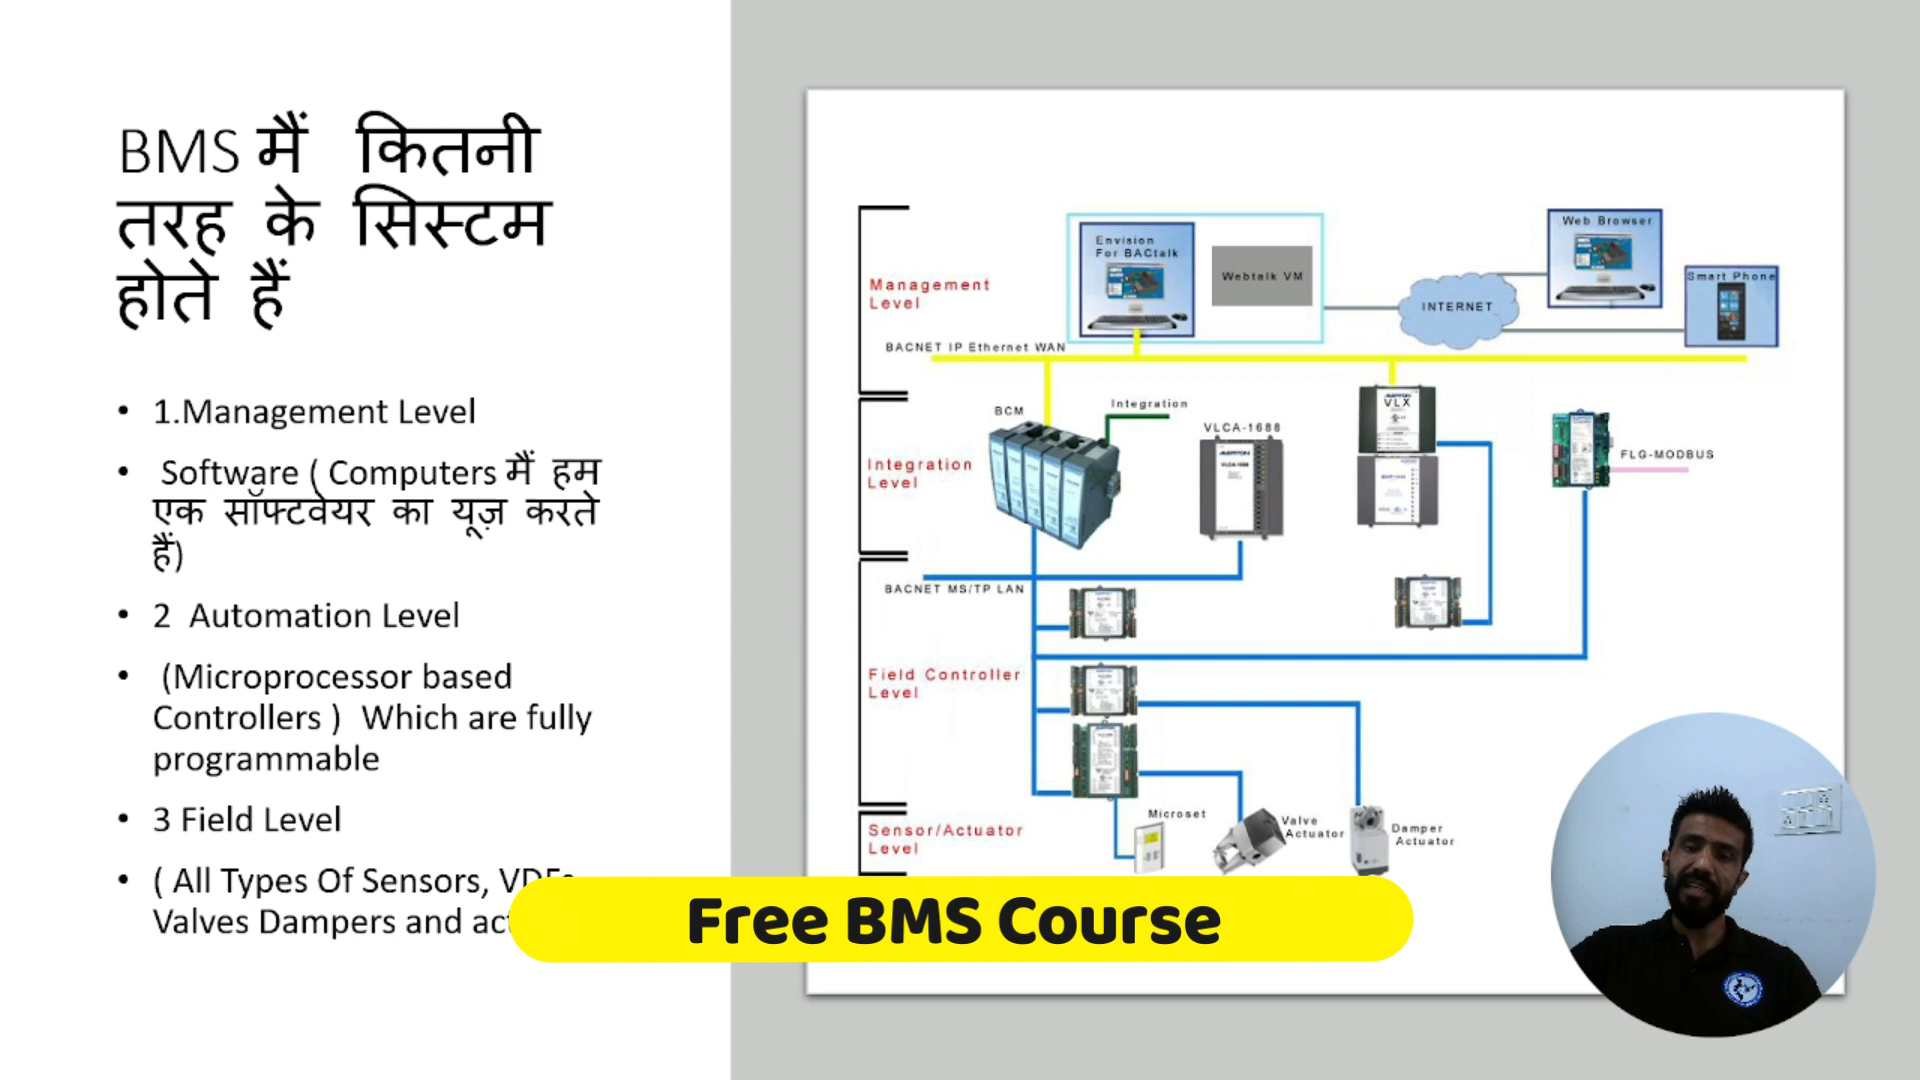 BMS मैं कितनी
तरह के सिस्टम
होते हैं
• 1.Management Level
• Software ( Computers मैं हम
एक सॉफ्टवेयर का यूज़ करते
हैं)
• 2 Automation Level
• (Microprocessor based
Controllers ) Which are fully
programmable
• 3 Field Level
• ( All Types Of Sensors,
Valves Dampers and
Management
Level
Envision
For BACtalk
Webtalk VM
INTERNET
Web Browser
Smart Phone
BACNET IP Ethernet WAN
Integration
Level
BCM
Integration
VLCA-1688
VLX
FLG-MODBUS
BACNET MS/TP LAN
Field Controller
Level
Sensor/Actuator
Level
Microset
Valve
Actuator
Damper
Actuator
Free BMS Course